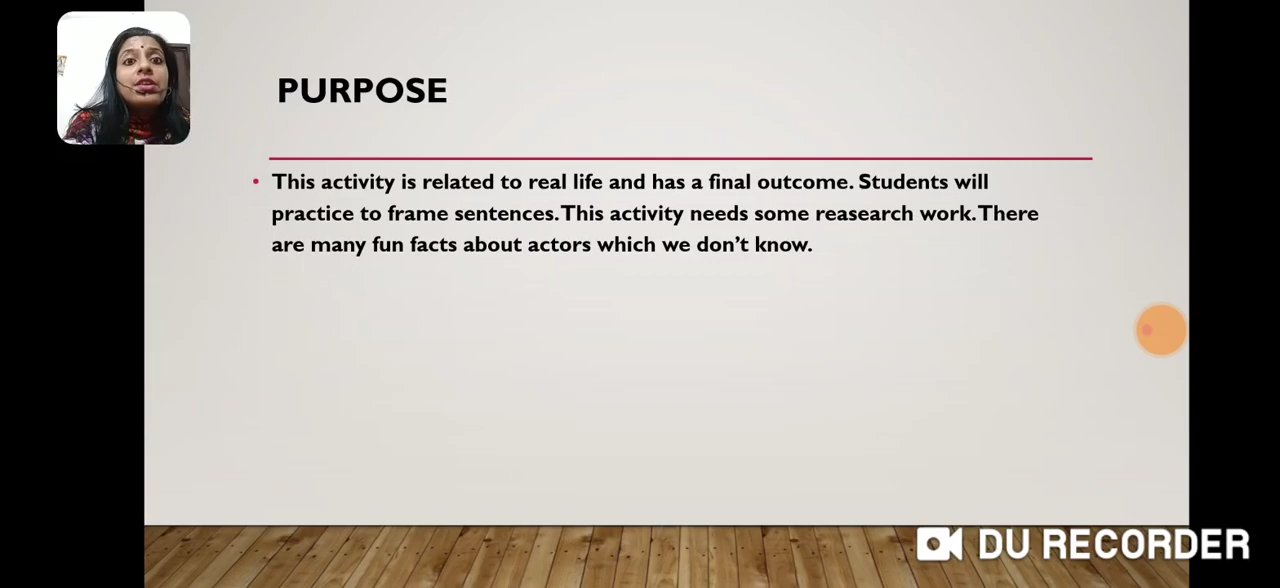 PURPOSE
• This activity is related to real life and has a final outcome. Students will
practice to frame sentences. This activity needs some reasearch work. There
are many fun facts about actors which we don’t know.
DU RECORDER